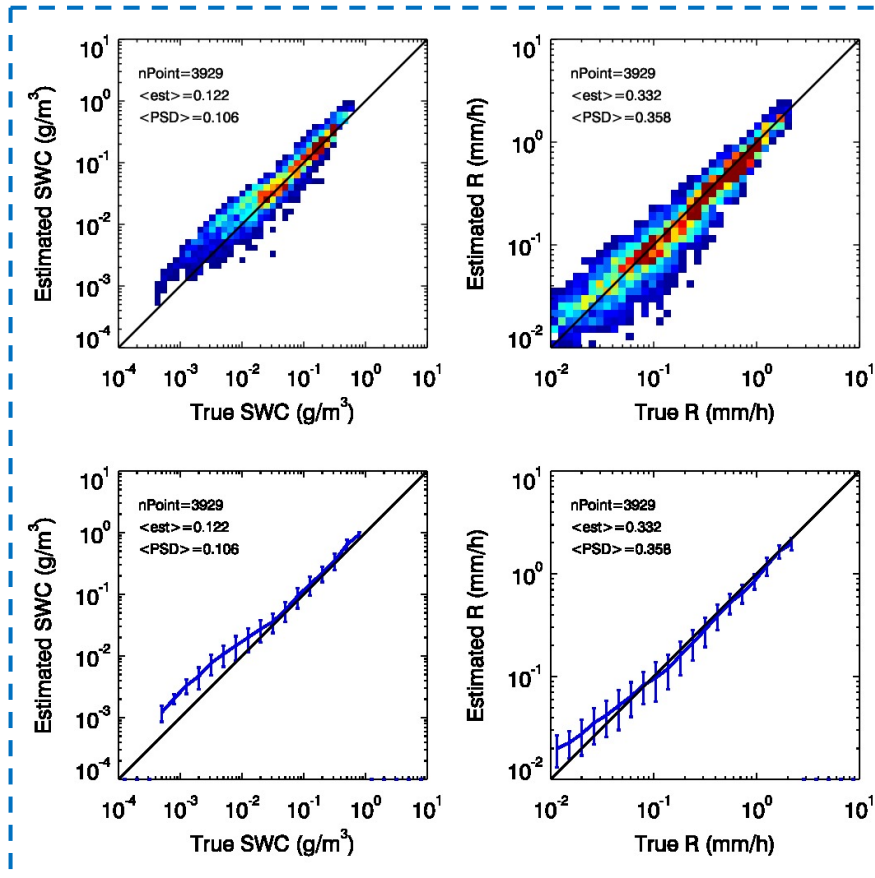 Estimated SWC (g/m³)
10¹
10⁰
10⁻¹
10⁻²
10⁻³
10⁻⁴
nPoint=3929
<est>=0.122
<PSD>=0.106
10⁻⁴ 10⁻³ 10⁻² 10⁻¹ 10⁰ 10¹
True SWC (g/m³)
Estimated R (mm/h)
10¹
10⁰
10⁻¹
10⁻²
nPoint=3929
<est>=0.332
<PSD>=0.358
10⁻² 10⁻¹ 10⁰ 10¹
True R (mm/h)
Estimated SWC (g/m³)
10¹
10⁰
10⁻¹
10⁻²
10⁻³
10⁻⁴
nPoint=3929
<est>=0.122
<PSD>=0.106
10⁻⁴ 10⁻³ 10⁻² 10⁻¹ 10⁰ 10¹
True SWC (g/m³)
Estimated R (mm/h)
10¹
10⁰
10⁻¹
10⁻²
nPoint=3929
<est>=0.332
<PSD>=0.358
10⁻² 10⁻¹ 10⁰ 10¹
True R (mm/h)